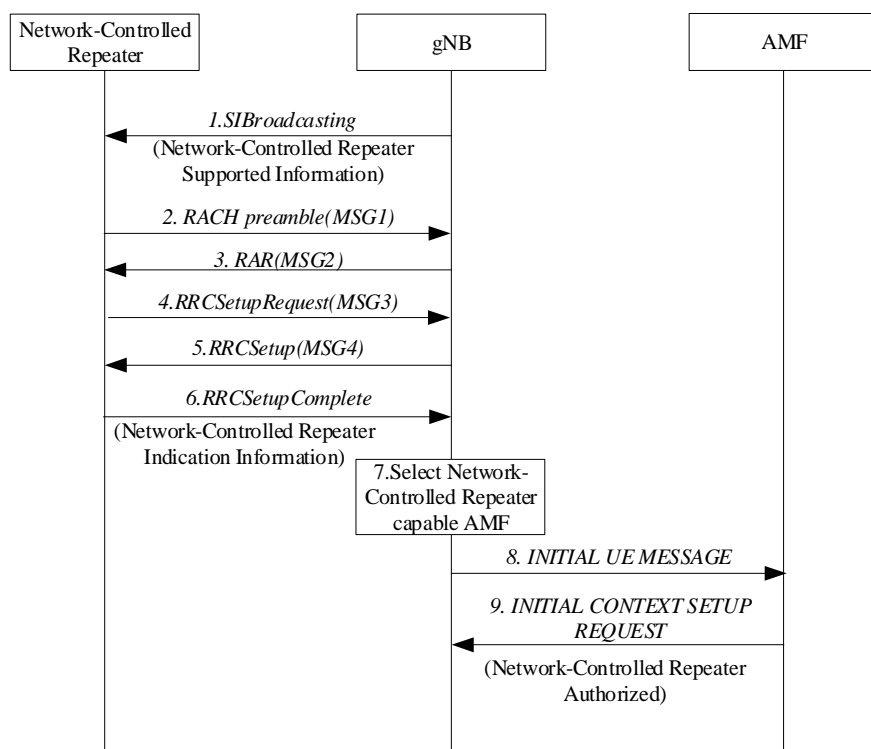 Network-Controlled
Repeater
gNB
AMF
1.SIBroadcasting
(Network-Controlled Repeater
Supported Information)
2. RACH preamble(MSG1)
3. RAR(MSG2)
4.RRCSetupRequest(MSG3)
5.RRCSetup(MSG4)
6.RRCSetupComplete
(Network-Controlled Repeater
Indication Information)
7.Select Network-
Controlled Repeater
capable AMF
8. INITIAL UE MESSAGE
9. INITIAL CONTEXT SETUP
REQUEST
(Network-Controlled Repeater
Authorized)